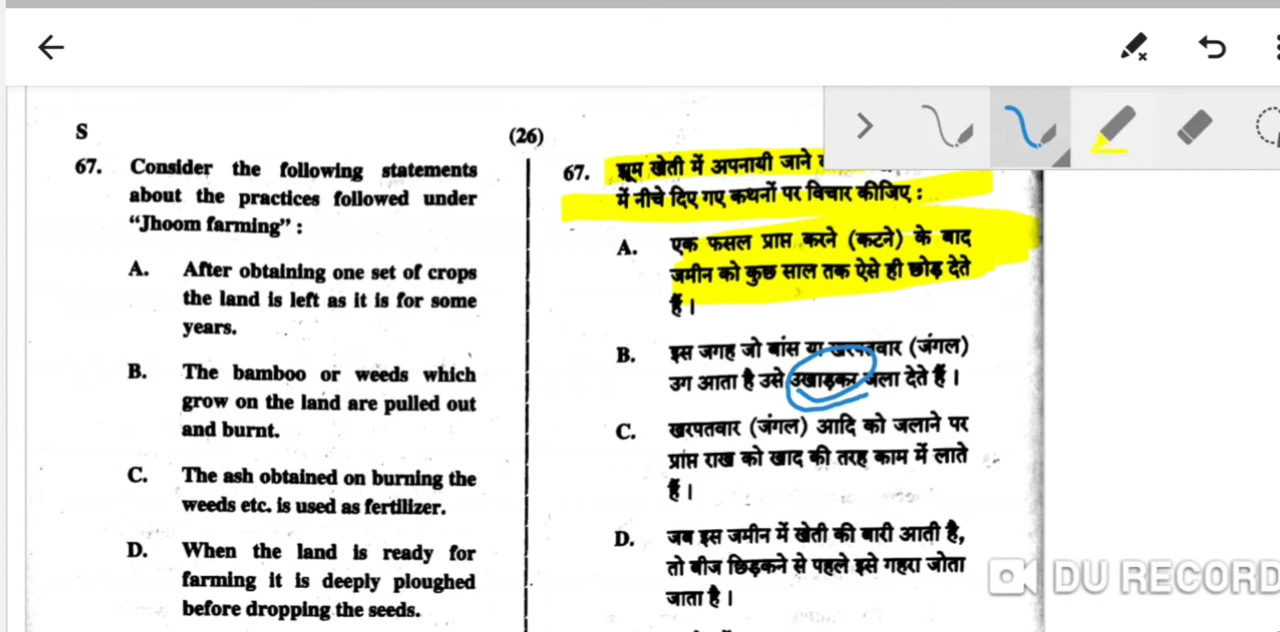 S
(26)
67. Consider the following statements
about the practices followed under
“Jhoom farming” :
A. After obtaining one set of crops
the land is left as it is for some
years.
B. The bamboo or weeds which
grow on the land are pulled out
and burnt.
C. The ash obtained on burning the
weeds etc. is used as fertilizer.
D. When the land is ready for
farming it is deeply ploughed
before dropping the seeds.
67. झूम खेती में अपनायी जाने
में नीचे दिए गए कथनों पर विचार कीजिए :
A. एक फसल प्राप्त करने (कटने) के बाद
जमीन को कुछ साल तक ऐसे ही छोड़ देते
हैं।
B. इस जगह जो बांस या खरपतवार (जंगल)
उग आता है उसे उखाड़कर जला देते हैं।
C. खरपतवार (जंगल) आदि को जलाने पर
प्राप्त राख को खाद की तरह काम में लाते
हैं।
D. जब इस जमीन में खेती की बारी आती है,
तो बीज छिड़कने से पहले इसे गहरा जोता
जाता है।
DU RECORD